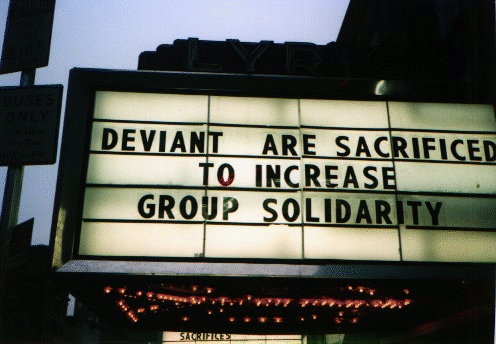 LYRIC
BUSES
ONLY
DEVIANT ARE SACRIFICED
TO INCREASE
GROUP SOLIDARITY
SACRIFICES